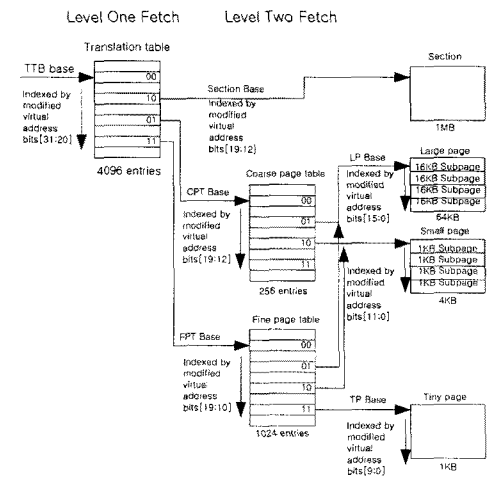 Level One Fetch
Level Two Fetch
Translation table
TTB base
Indexed by
modified
virtual
address
bits[31:20]
00
10
01
11
4096 entries
Section Base
Indexed by
modified
virtual
address
bits[19:12]
Section
1MB
CPT Base
Indexed by
modified
virtual
address
bits[19:12]
Coarse page table
00
01
10
11
256 entries
LP Base
Indexed by
modified
virtual
address
bits[15:0]
Large page
16KB Subpage
16KB Subpage
16KB Subpage
16KB Subpage
64KB
Small page
1KB Subpage
1KB Subpage
1KB Subpage
1KB Subpage
4KB
Indexed by
modified
virtual
address
bits[11:0]
FPT Base
Indexed by
modified
virtual
address
bits[19:10]
Fine page table
00
01
10
11
1024 entries
TP Base
Indexed by
modified
virtual
address
bits[9:0]
Tiny page
1KB